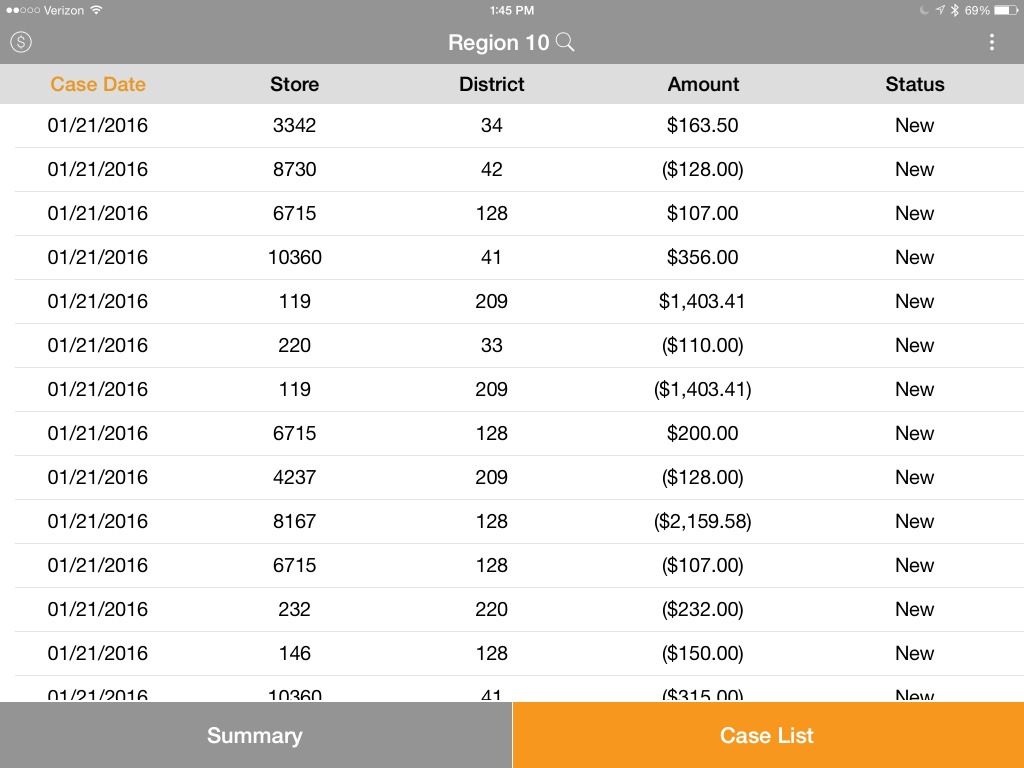 Verizon 1:45 PM 69%
$ Region 10
Case Date Store District Amount Status
01/21/2016 3342 34 $163.50 New
01/21/2016 8730 42 ($128.00) New
01/21/2016 6715 128 $107.00 New
01/21/2016 10360 41 $356.00 New
01/21/2016 119 209 $1,403.41 New
01/21/2016 220 33 ($110.00) New
01/21/2016 119 209 ($1,403.41) New
01/21/2016 6715 128 $200.00 New
01/21/2016 4237 209 ($128.00) New
01/21/2016 8167 128 ($2,159.58) New
01/21/2016 6715 128 ($107.00) New
01/21/2016 232 220 ($232.00) New
01/21/2016 146 128 ($150.00) New
01/21/2016 10360 41 ($315.00) New
Summary Case List